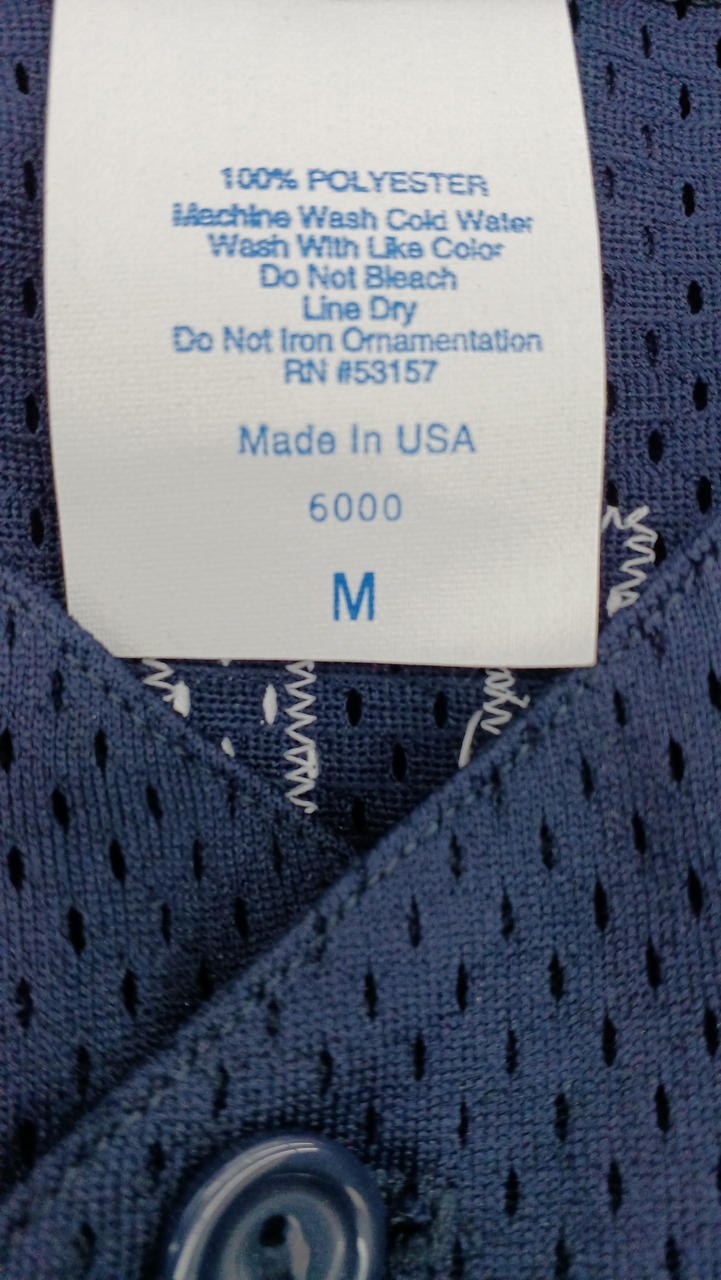 100% POLYESTER
Machine Wash Cold Water
Wash With Like Color
Do Not Bleach
Line Dry
Do Not Iron Ornamentation
RN #53157
Made In USA
6000
M